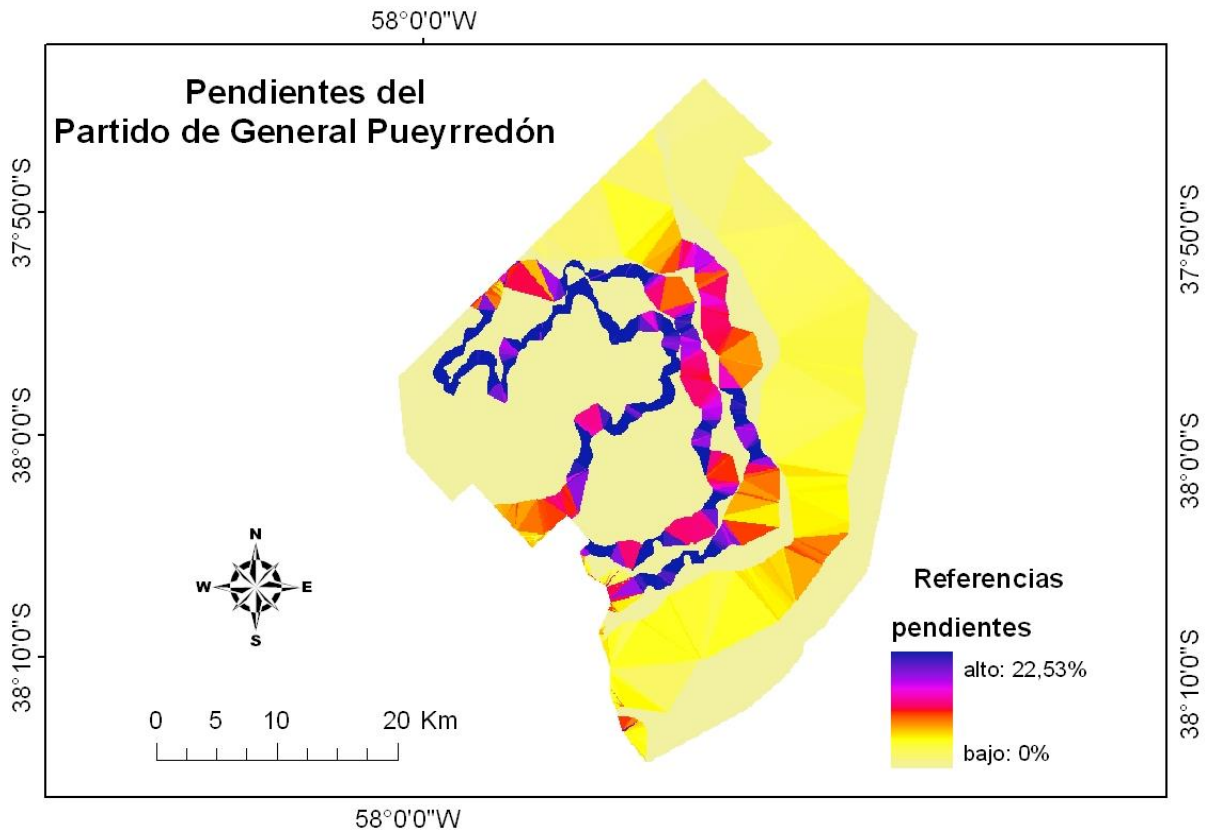 58°0'0"W
Pendientes del
Partido de General Pueyrredón
37°50'0"S
37°50'0"S
38°0'0"S
38°0'0"S
N
W E
S
Referencias
pendientes
alto: 22,53%
bajo: 0%
38°10'0"S
38°10'0"S
0 5 10 20 Km
58°0'0"W